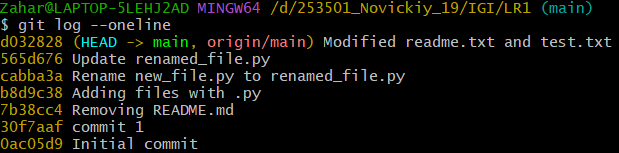 Zahar@LAPTOP-5LEHJ2AD MINGW64 /d/253501_Novickiy_19/IGI/LR1 (main)
$ git log --oneline
d032828 (HEAD -> main, origin/main) Modified readme.txt and test.txt
565d676 Update renamed_file.py
cabba3a Rename new_file.py to renamed_file.py
b8d9c38 Adding files with .py
7b38cc4 Removing README.md
30f7aaf commit 1
0ac05d9 Initial commit